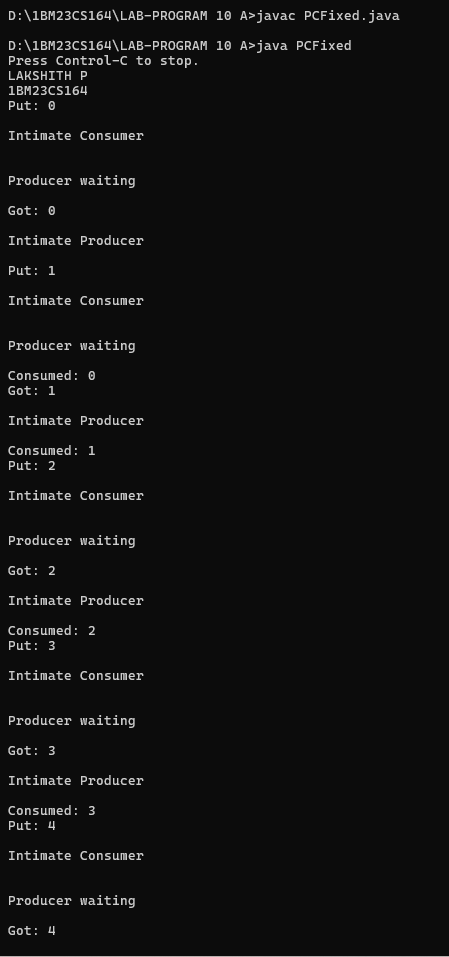 D:\1BM23CS164\LAB-PROGRAM 10 A>javac PCFixed.java
D:\1BM23CS164\LAB-PROGRAM 10 A>java PCFixed
Press Control-C to stop.
LAKSHITH P
1BM23CS164
Put: 0
Intimate Consumer
Producer waiting
Got: 0
Intimate Producer
Put: 1
Intimate Consumer
Producer waiting
Consumed: 0
Got: 1
Intimate Producer
Consumed: 1
Put: 2
Intimate Consumer
Producer waiting
Got: 2
Intimate Producer
Consumed: 2
Put: 3
Intimate Consumer
Producer waiting
Got: 3
Intimate Producer
Consumed: 3
Put: 4
Intimate Consumer
Producer waiting
Got: 4